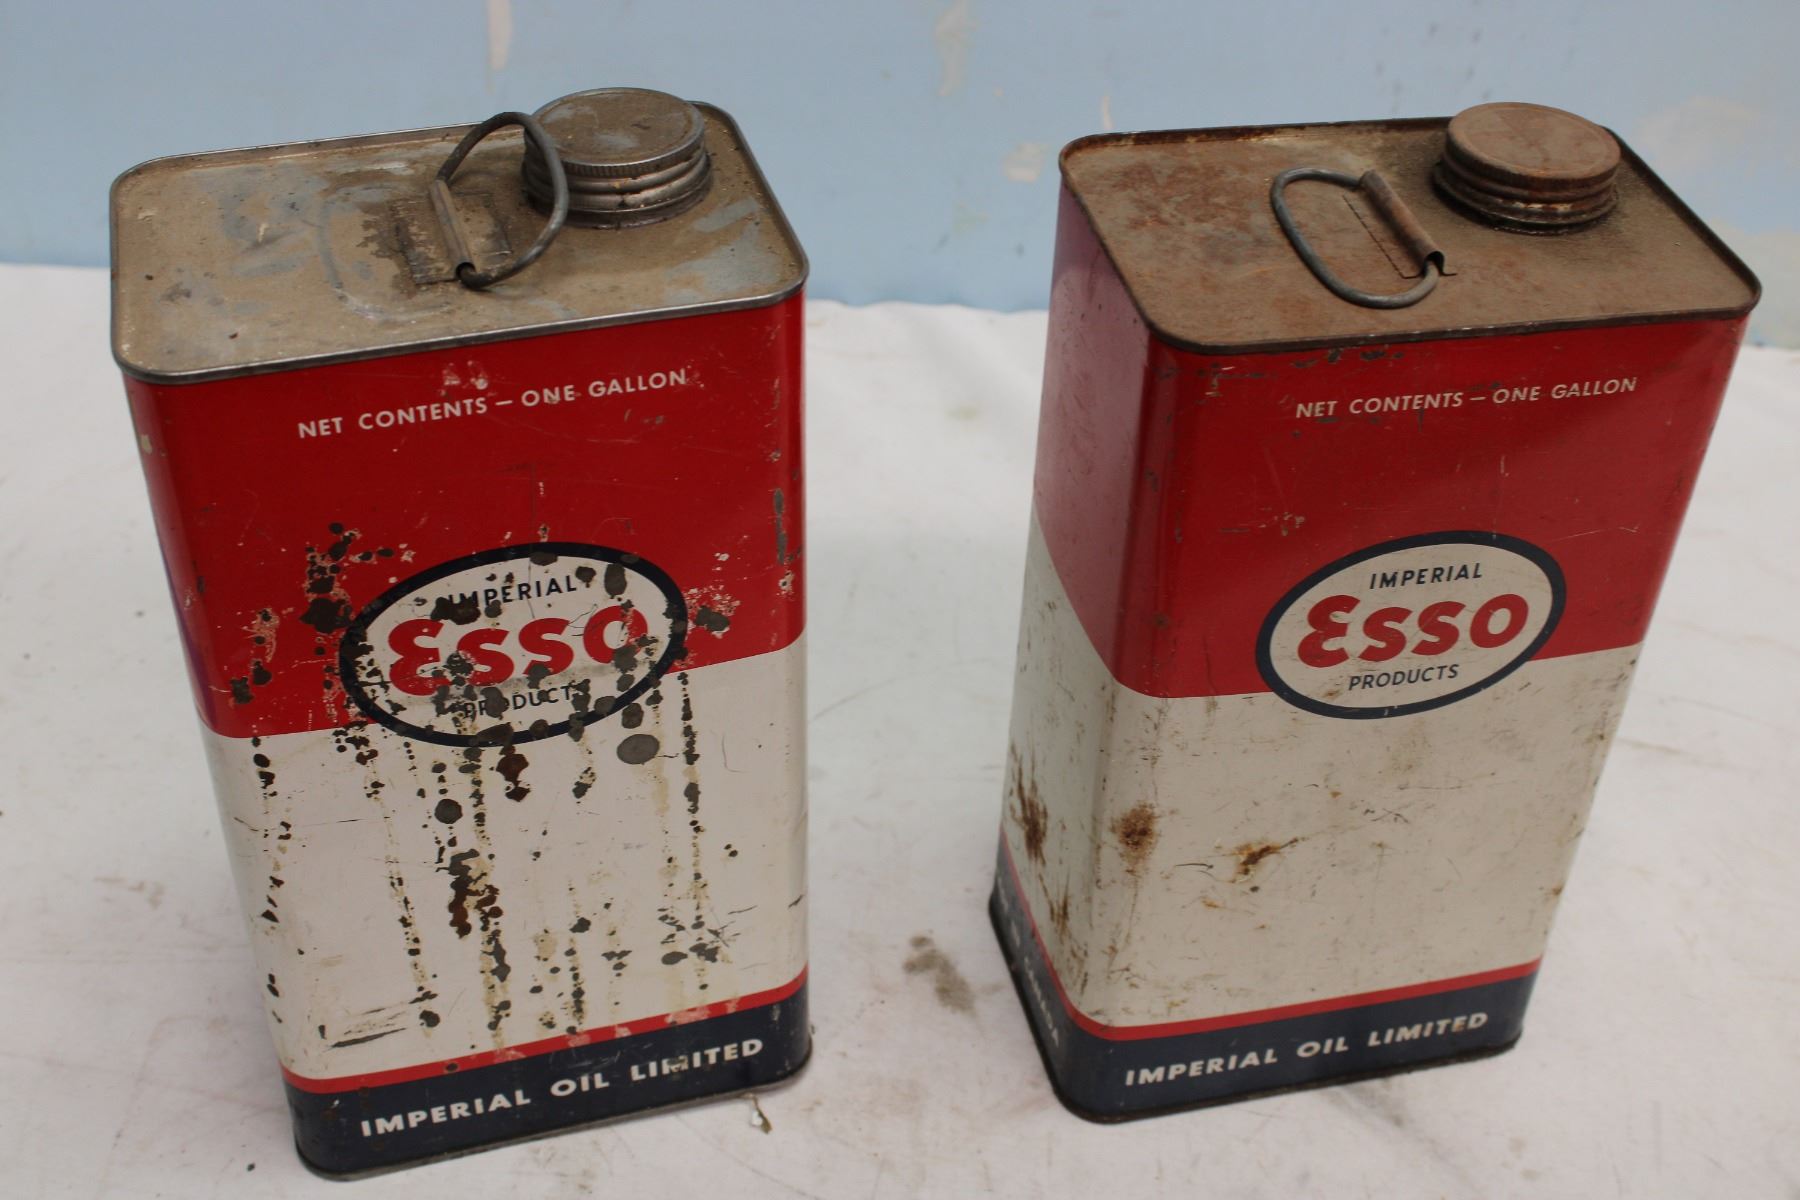 NET CONTENTS — ONE GALLON
IMPERIAL
Esso
PRODUCTS
IMPERIAL OIL LIMITED
NET CONTENTS — ONE GALLON
IMPERIAL
Esso
PRODUCTS
IMPERIAL OIL LIMITED
CANADA